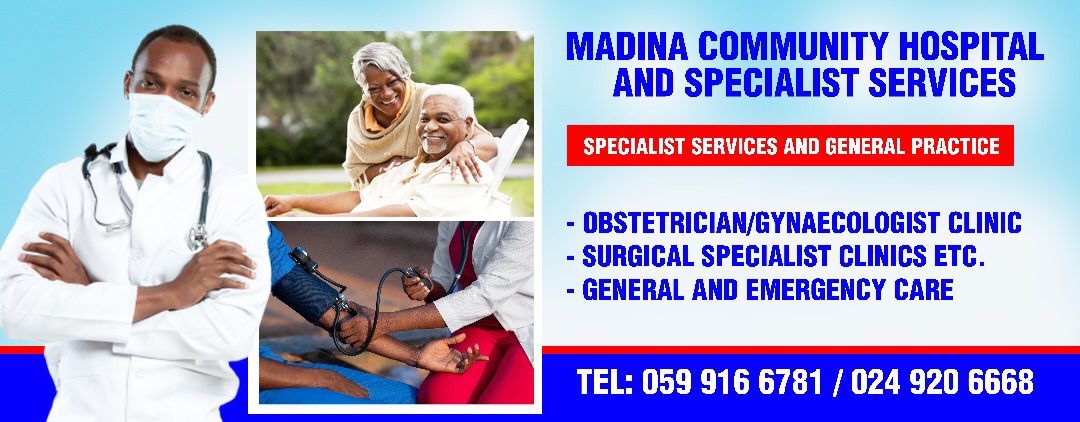 MADINA COMMUNITY HOSPITAL
AND SPECIALIST SERVICES
SPECIALIST SERVICES AND GENERAL PRACTICE
- OBSTETRICIAN/GYNAECOLOGIST CLINIC
- SURGICAL SPECIALIST CLINICS ETC.
- GENERAL AND EMERGENCY CARE
TEL: 059 916 6781 / 024 920 6668